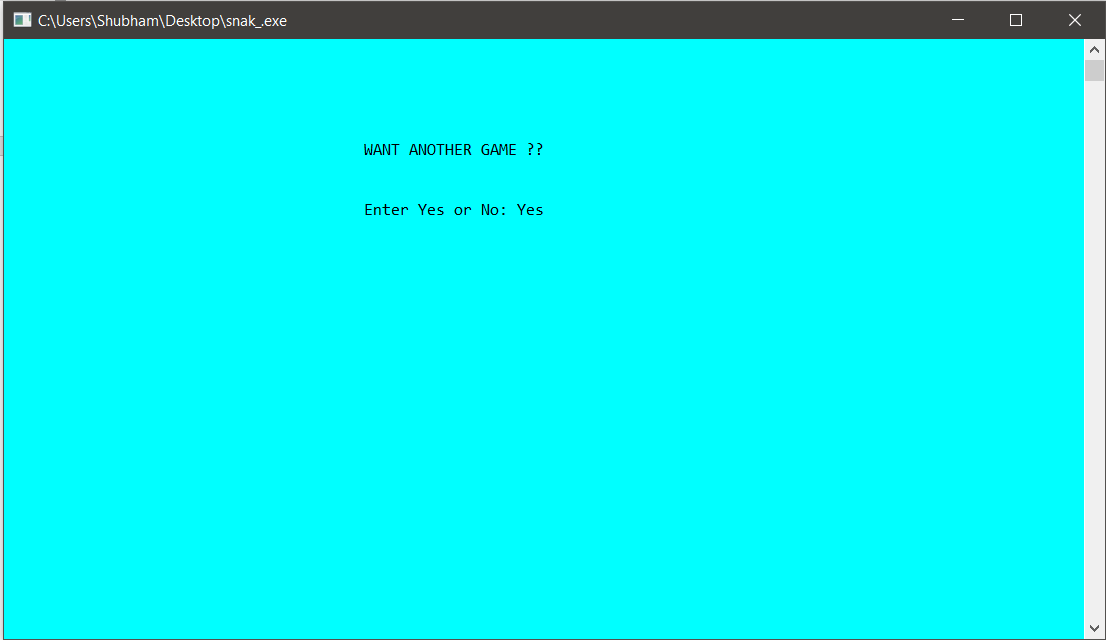 C:\Users\Shubham\Desktop\snak_.exe
WANT ANOTHER GAME ??
Enter Yes or No: Yes